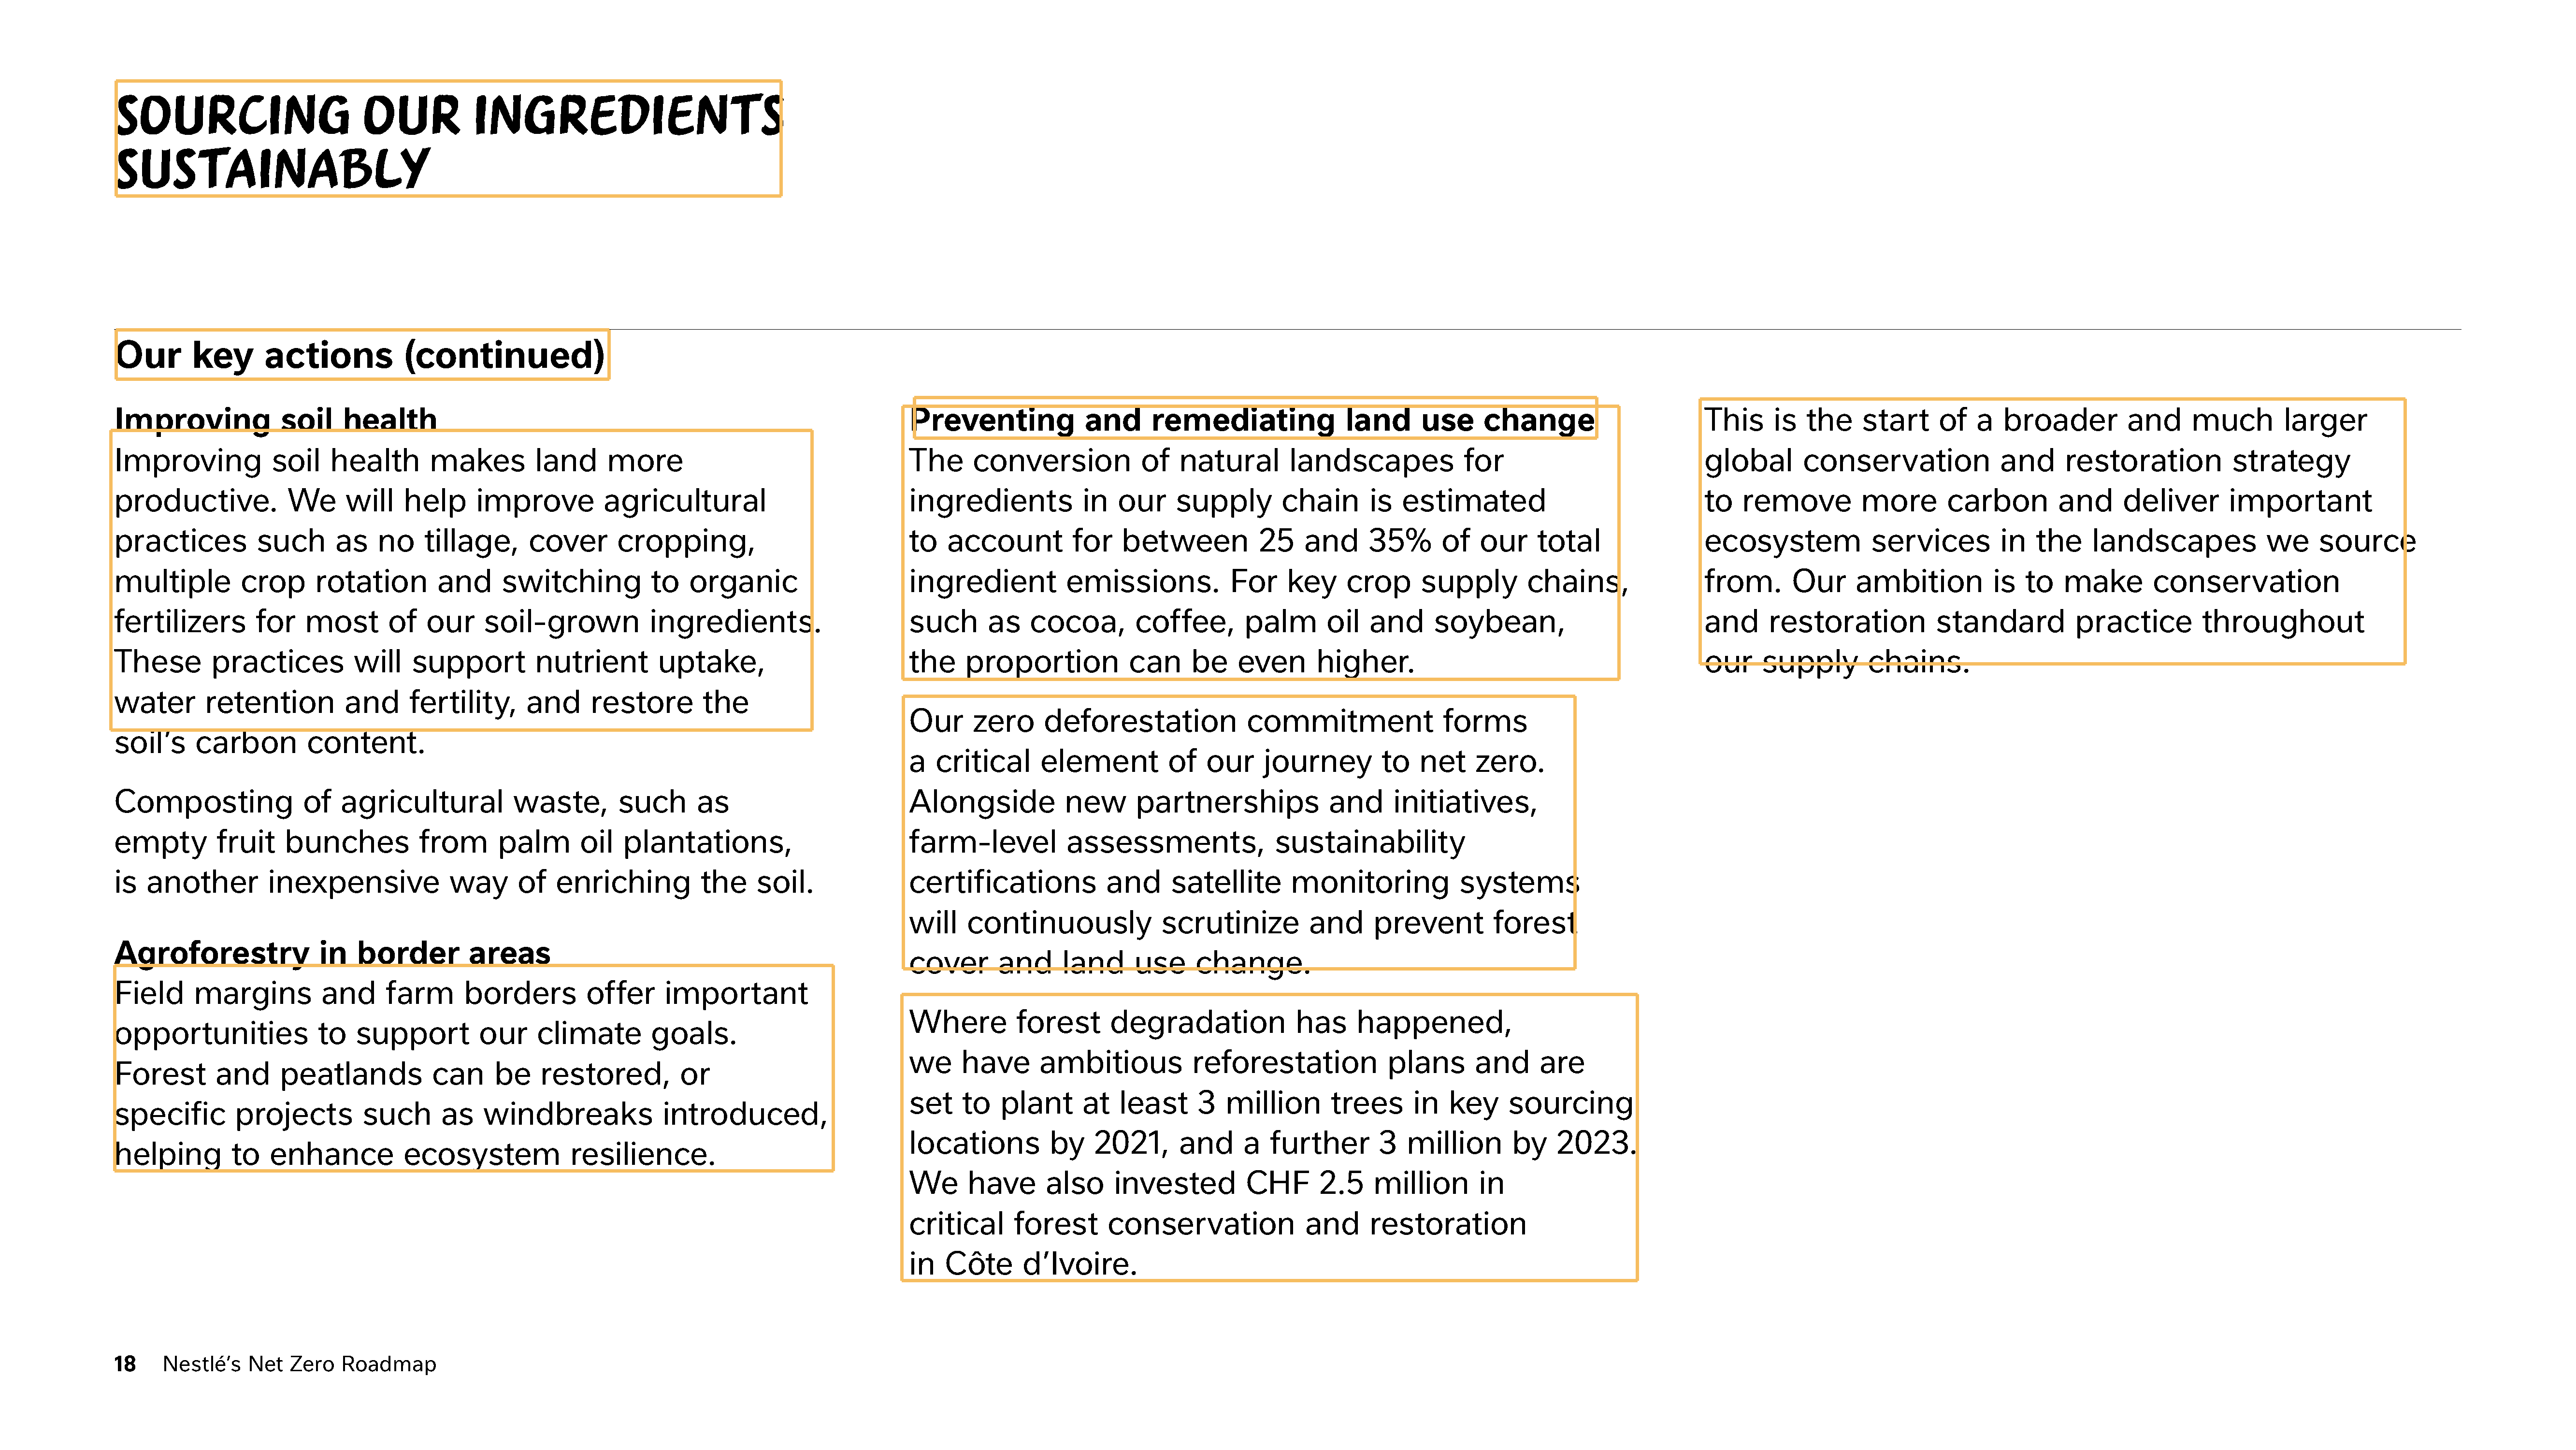 SOURCING OUR INGREDIENTS
SUSTAINABLY
Our key actions (continued)
Improving soil health
Improving soil health makes land more
productive. We will help improve agricultural
practices such as no tillage, cover cropping,
multiple crop rotation and switching to organic
fertilizers for most of our soil-grown ingredients.
These practices will support nutrient uptake,
water retention and fertility, and restore the
soil’s carbon content.
Composting of agricultural waste, such as
empty fruit bunches from palm oil plantations,
is another inexpensive way of enriching the soil.
Agroforestry in border areas
Field margins and farm borders offer important
opportunities to support our climate goals.
Forest and peatlands can be restored, or
specific projects such as windbreaks introduced,
helping to enhance ecosystem resilience.
Preventing and remediating land use change
The conversion of natural landscapes for
ingredients in our supply chain is estimated
to account for between 25 and 35% of our total
ingredient emissions. For key crop supply chains,
such as cocoa, coffee, palm oil and soybean,
the proportion can be even higher.
Our zero deforestation commitment forms
a critical element of our journey to net zero.
Alongside new partnerships and initiatives,
farm-level assessments, sustainability
certifications and satellite monitoring systems
will continuously scrutinize and prevent forest
cover and land use change.
Where forest degradation has happened,
we have ambitious reforestation plans and are
set to plant at least 3 million trees in key sourcing
locations by 2021, and a further 3 million by 2023.
We have also invested CHF 2.5 million in
critical forest conservation and restoration
in Côte d’Ivoire.
This is the start of a broader and much larger
global conservation and restoration strategy
to remove more carbon and deliver important
ecosystem services in the landscapes we source
from. Our ambition is to make conservation
and restoration standard practice throughout
our supply chains.
18 Nestlé’s Net Zero Roadmap